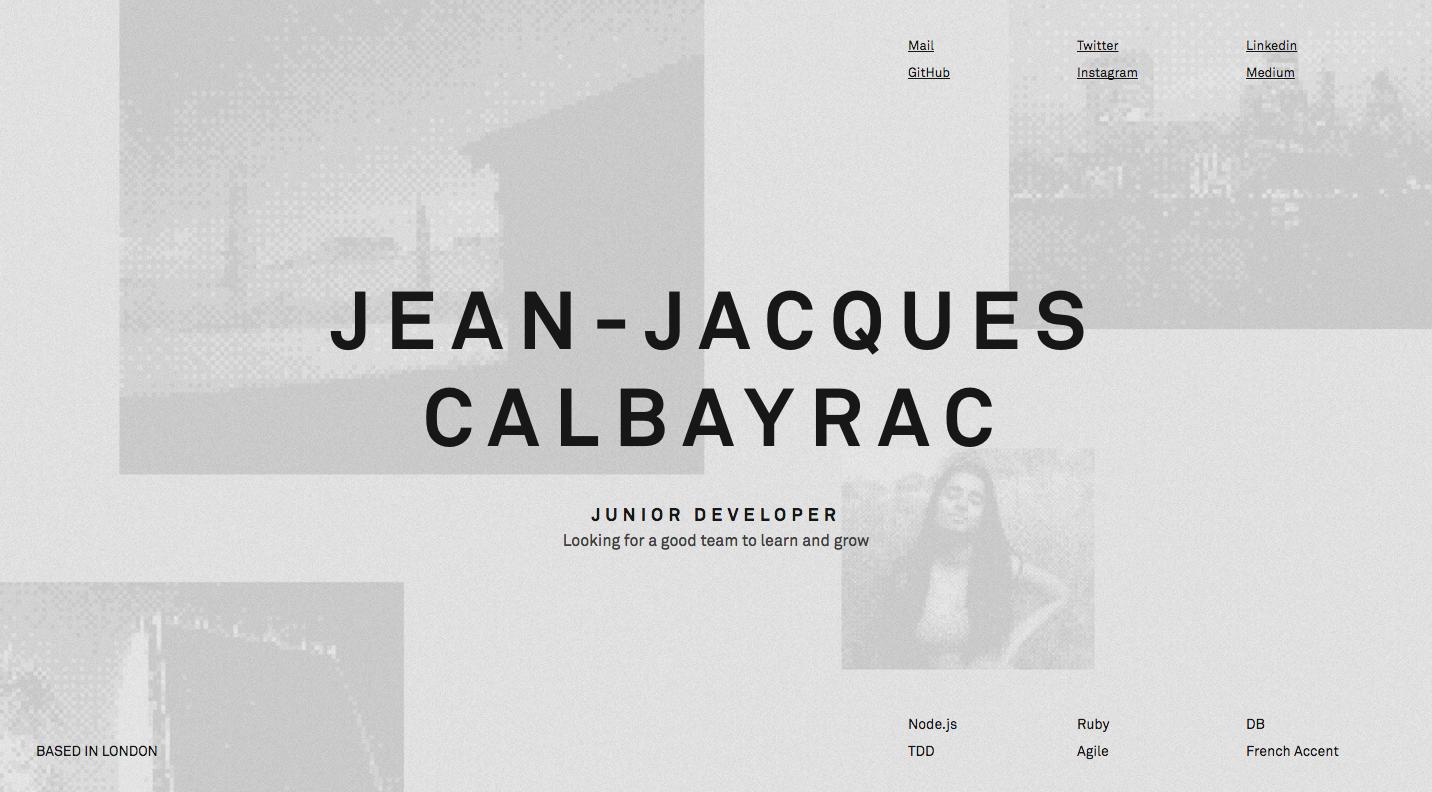 Mail Twitter Linkedin
GitHub Instagram Medium
JEAN-JACQUES
CALBAYRAC
JUNIOR DEVELOPER
Looking for a good team to learn and grow
Node.js Ruby DB
BASED IN LONDON TDD Agile French Accent